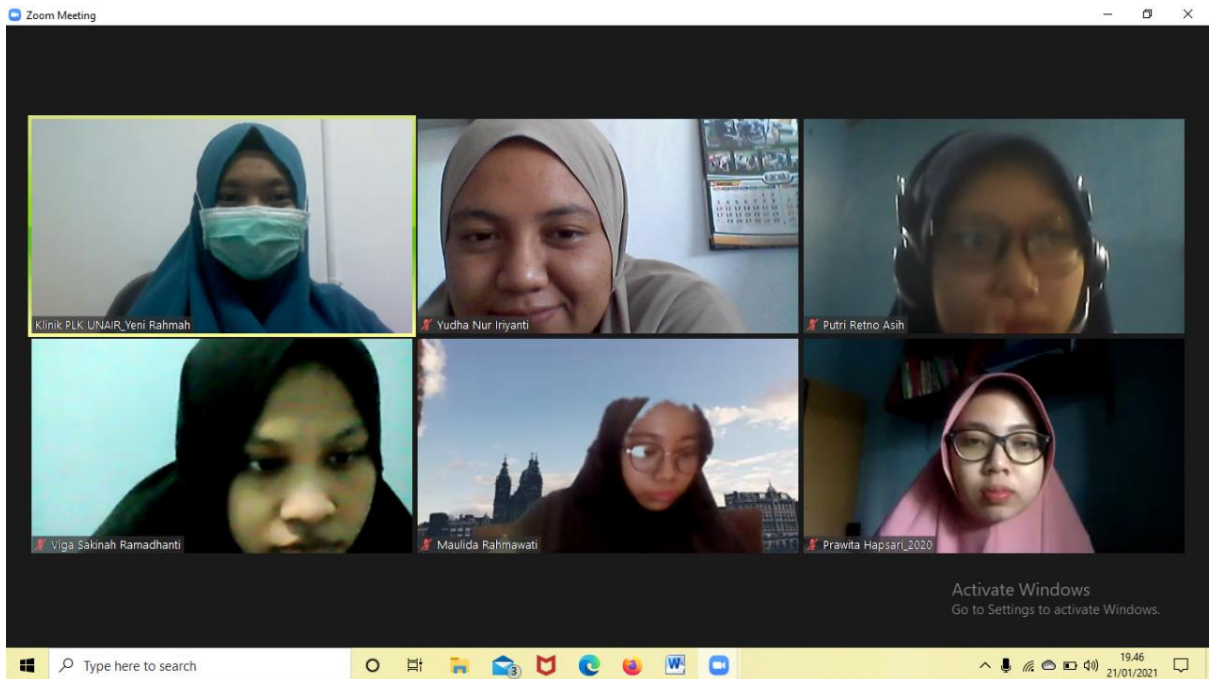 Zoom Meeting
Klinik PLK UNAIR_Yeni Rahmah
Yudha Nur Iriyanti
Putri Retno Asih
Viga Sakinah Ramadhanti
Maulida Rahmawati
Prawita Hapsari_2020
Activate Windows
Go to Settings to activate Windows.
Type here to search
3
W
19.46
21/01/2021